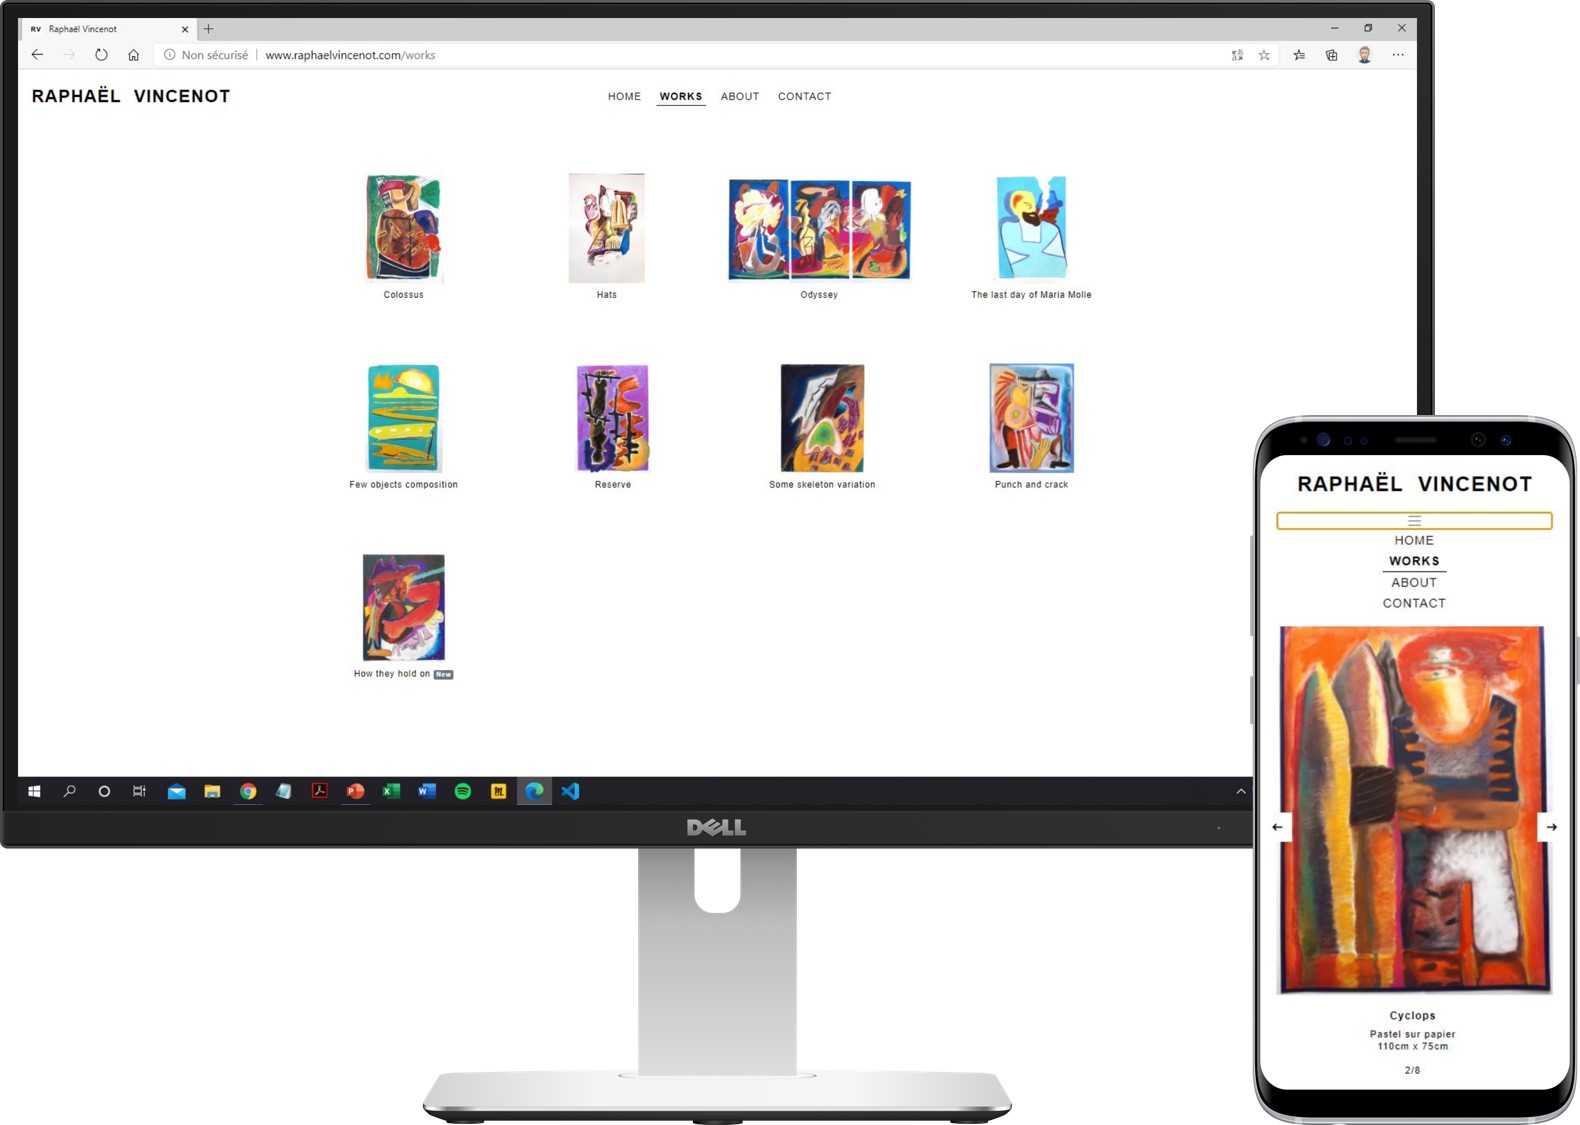 RV Raphaël Vincenot
Non sécurisé | www.raphaelvincenot.com/works
RAPHAËL VINCENOT
HOME WORKS ABOUT CONTACT
Colossus
Hats
Odyssey
The last day of Maria Molle
Few objects composition
Reserve
Some skeleton variation
Punch and crack
How they hold on New
DELL
RAPHAËL VINCENOT
HOME
WORKS
ABOUT
CONTACT
Cyclops
Pastel sur papier
110cm x 75cm
2/8